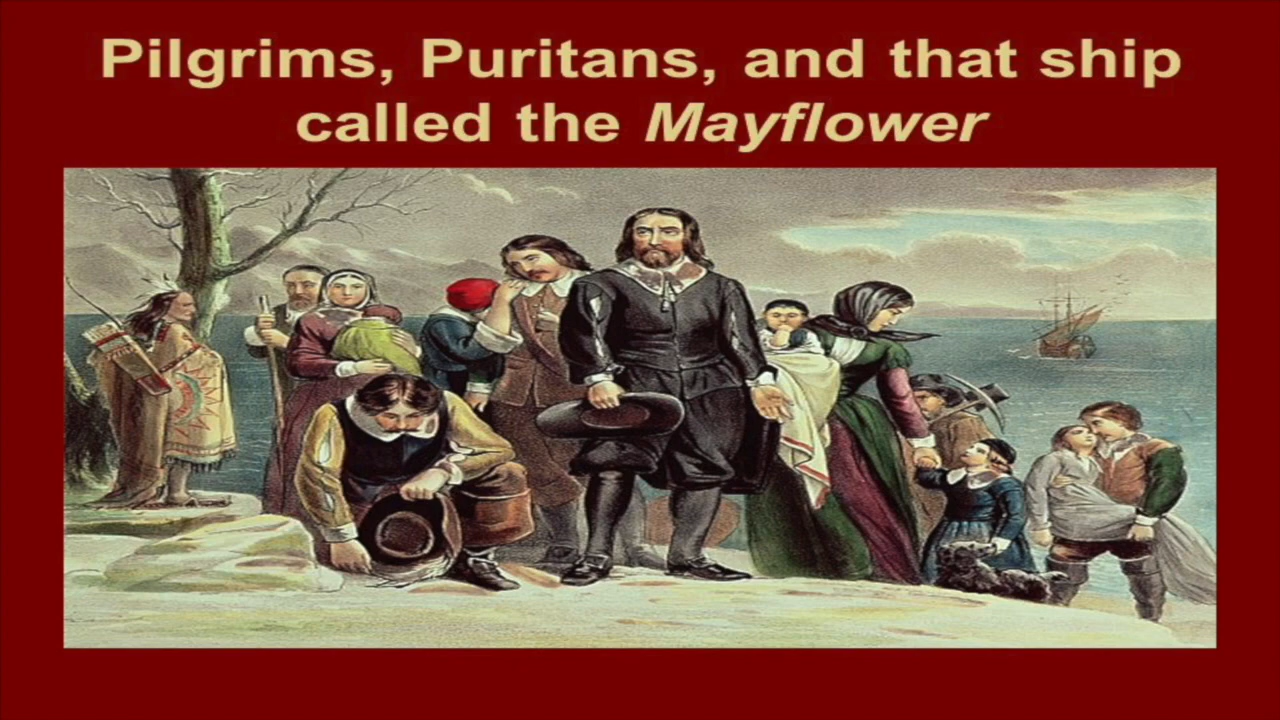 Pilgrims, Puritans, and that ship
called the Mayflower